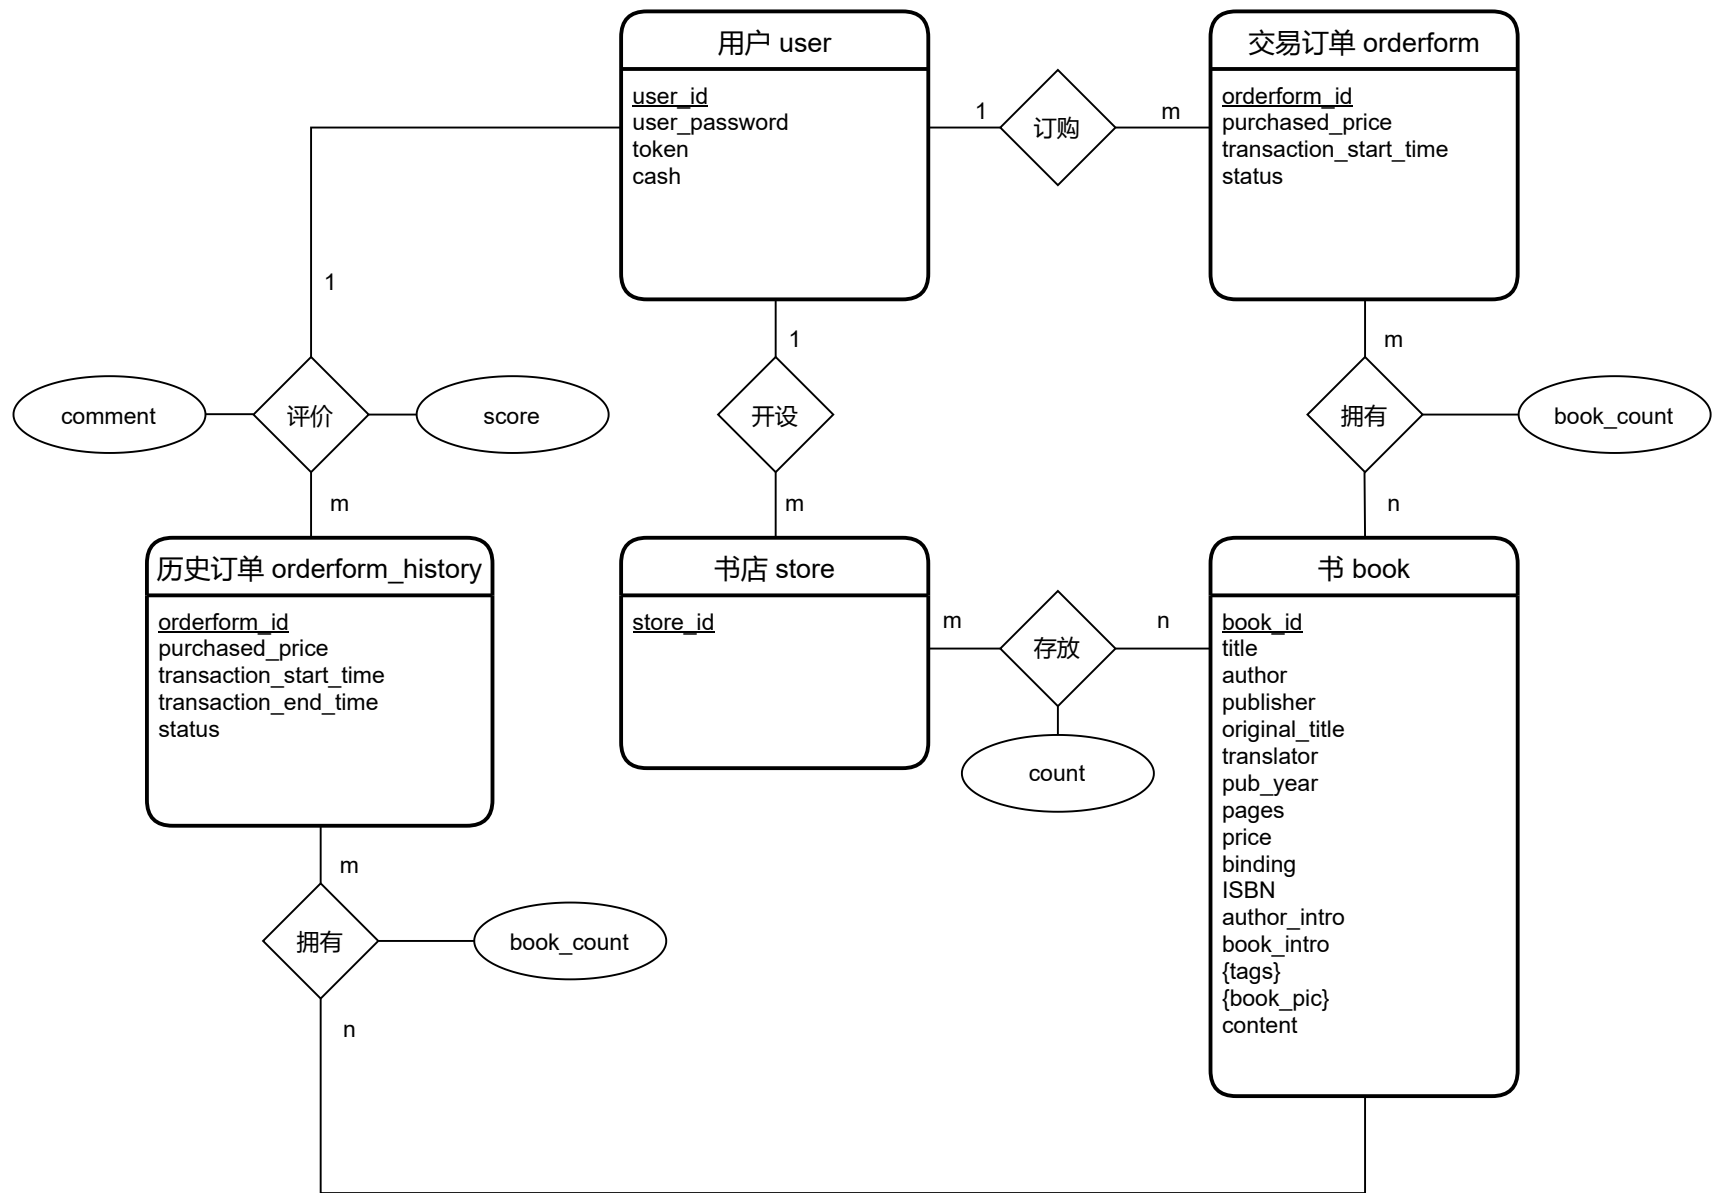 用户 user
user_id
user_password
token
cash
1
订购
m
交易订单 orderform
orderform_id
purchased_price
transaction_start_time
status
1
comment
评价
score
m
1
开设
m
m
拥有
book_count
n
历史订单 orderform_history
orderform_id
purchased_price
transaction_start_time
transaction_end_time
status
书店 store
store_id
m
存放
n
count
书 book
book_id
title
author
publisher
original_title
translator
pub_year
pages
price
binding
ISBN
author_intro
book_intro
{tags}
{book_pic}
content
m
拥有
book_count
n